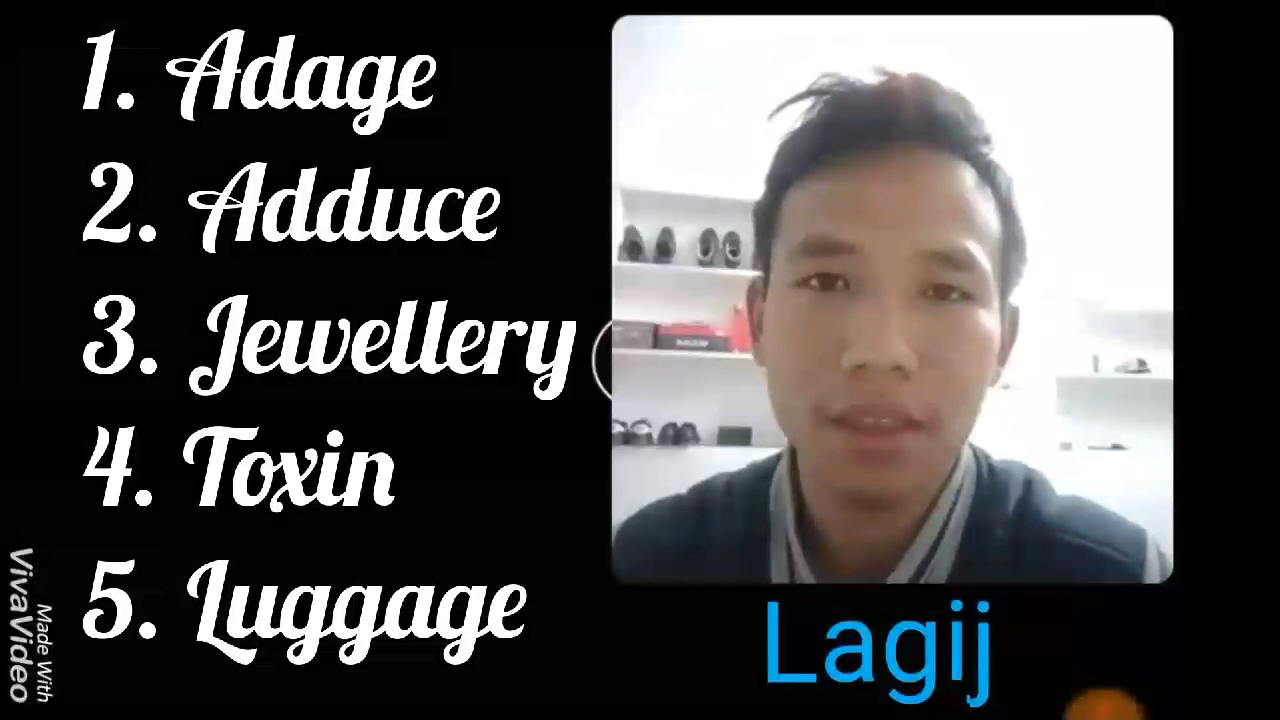 1. Adage
2. Adduce
3. Jewellery
4. Toxin
5. Luggage
Lagij
Made With
VivaVideo